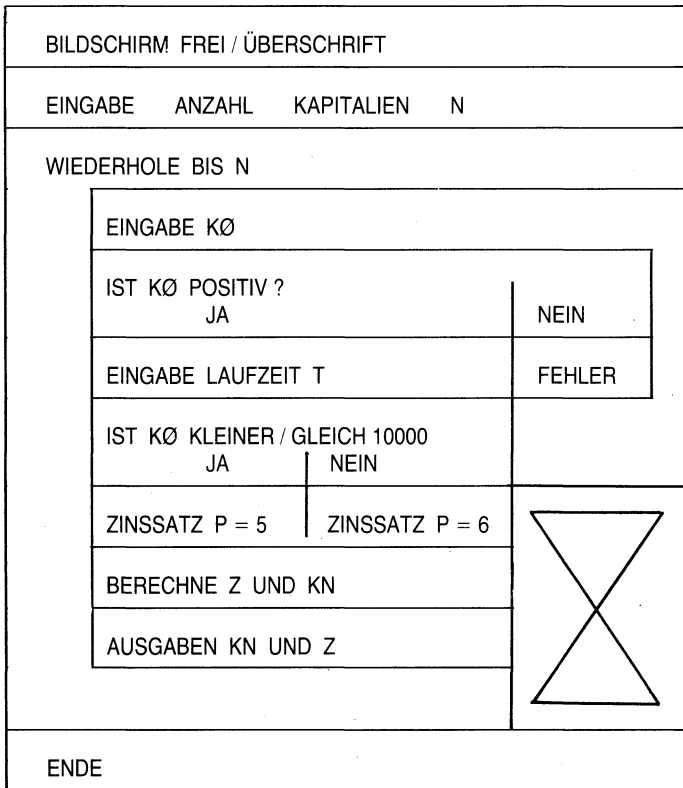 BILDSCHIRM FREI / ÜBERSCHRIFT
EINGABE ANZAHL KAPITALIEN N
WIEDERHOLE BIS N
EINGABE KØ
IST KØ POSITIV ?
JA NEIN
EINGABE LAUFZEIT T FEHLER
IST KØ KLEINER / GLEICH 10000
JA NEIN
ZINSSATZ P = 5 ZINSSATZ P = 6
BERECHNE Z UND KN
AUSGABEN KN UND Z
ENDE